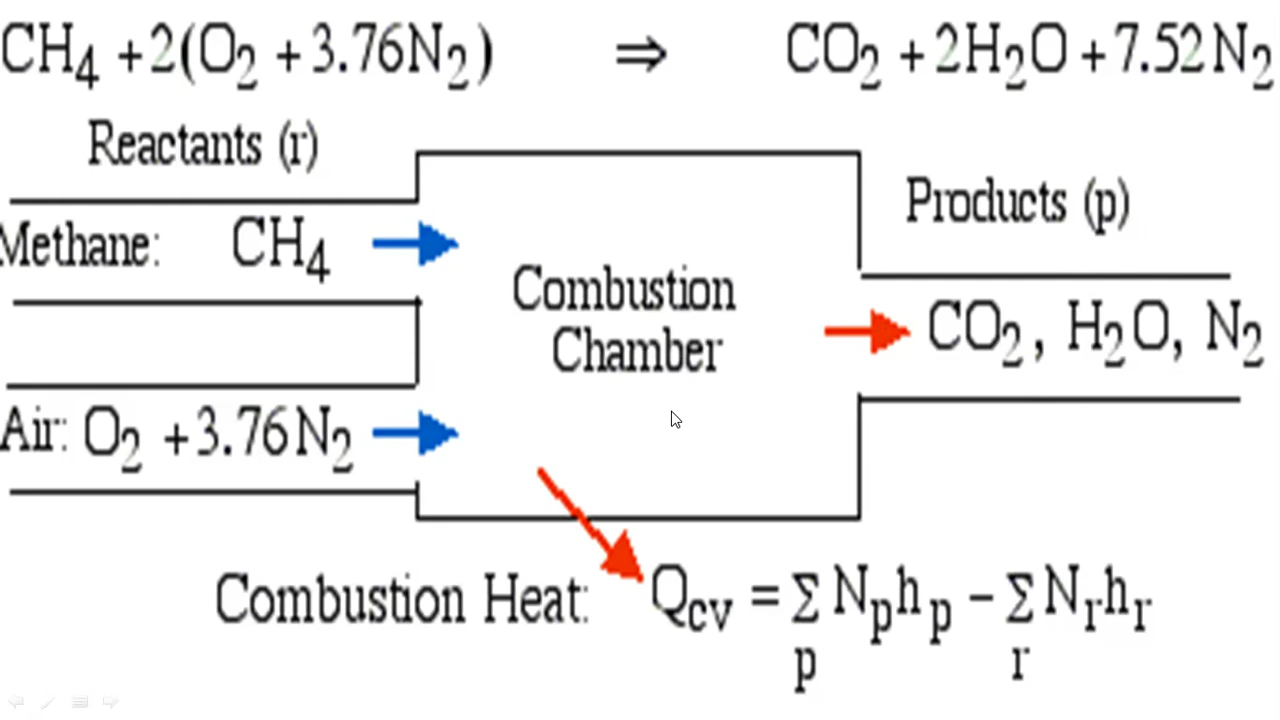 CH₄ +2(O₂ +3.76N₂) ⇒ CO₂ +2H₂O +7.52N₂
Reactants (r)
Products (p)
Methane: CH₄
Combustion
Chamber
CO₂, H₂O, N₂
Air: O₂ +3.76N₂
Combustion Heat: Qcv = Σ Nphp − Σ Nrhr
p r